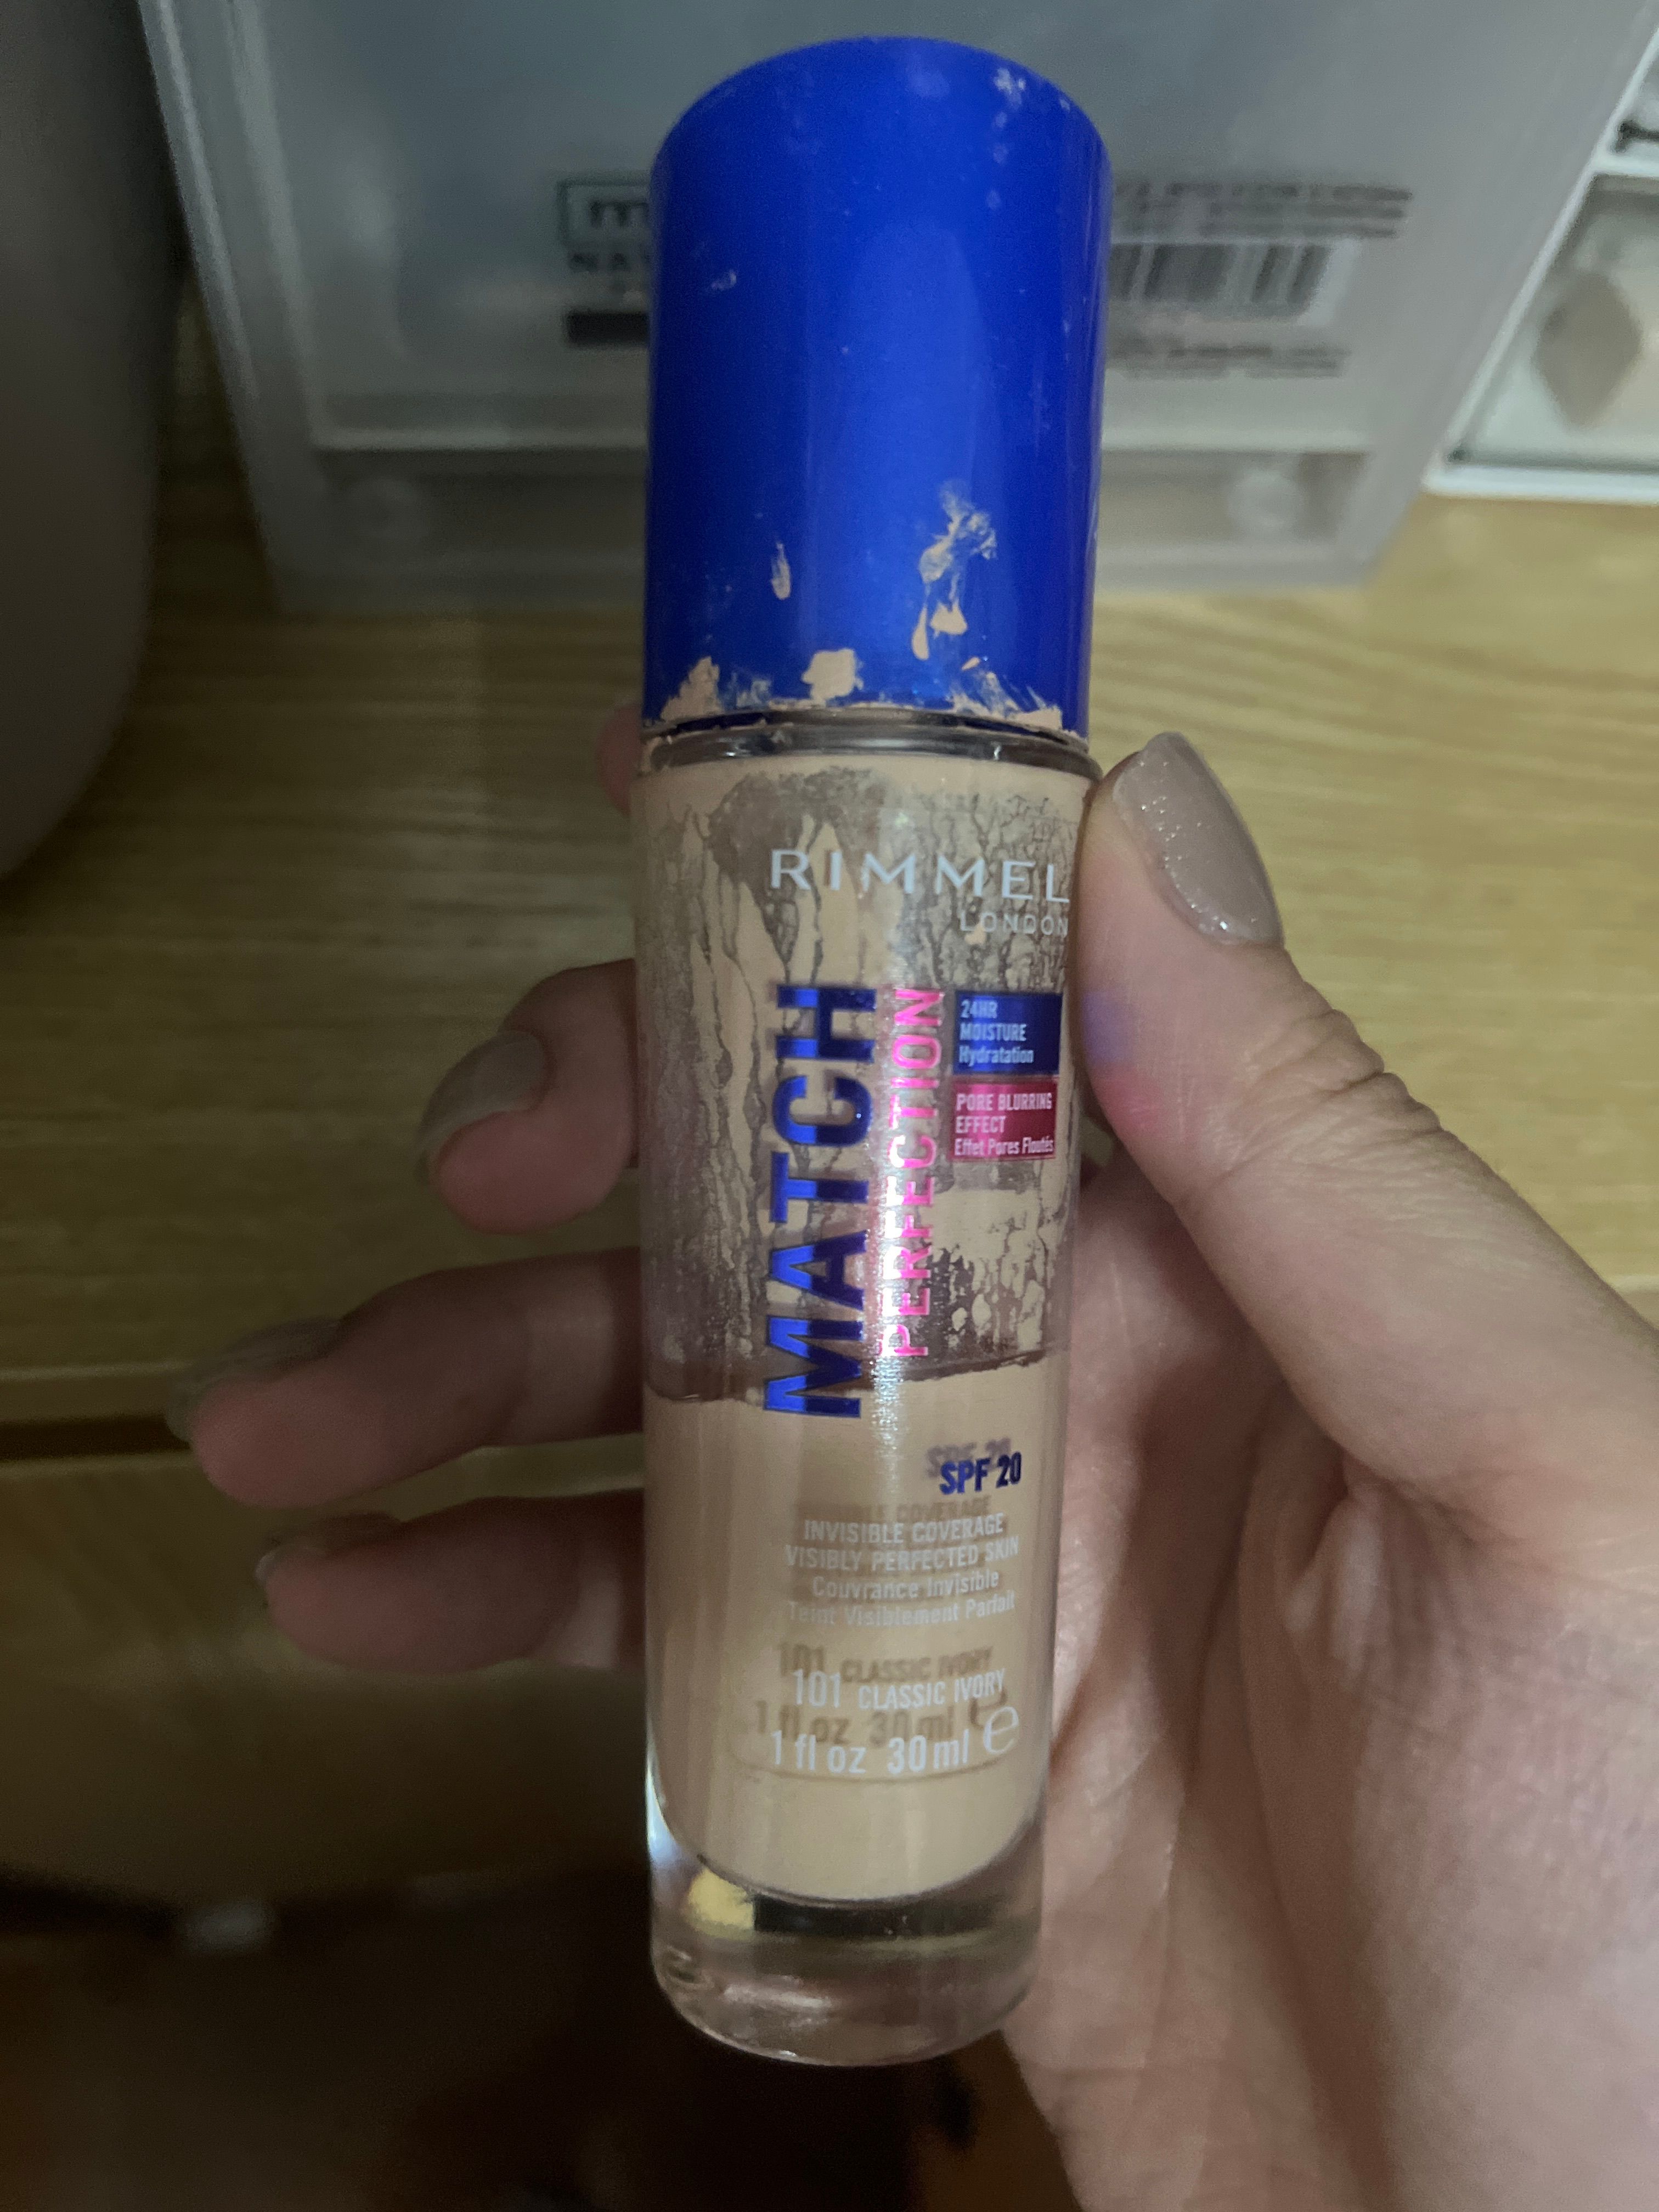 RIMMEL
LONDON
MATCH
PERFECTION
24HR
MOISTURE
Hydratation
PORE BLURRING
EFFECT
Effet Pores Floutés
SPF 20
INVISIBLE COVERAGE
VISIBLY PERFECTED SKIN
Couvrance Invisible
Teint Visiblement Parfait
101 CLASSIC IVORY
1 fl oz 30 ml e